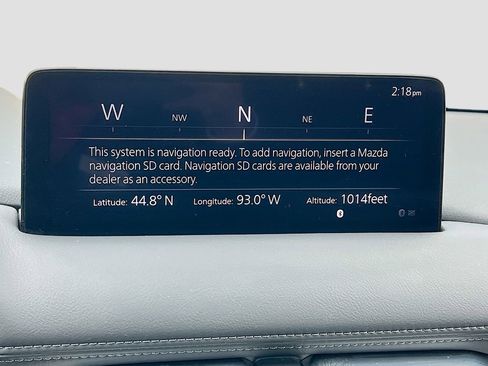 2:18pm
W NW N NE E
This system is navigation ready. To add navigation, insert a Mazda
navigation SD card. Navigation SD cards are available from your
dealer as an accessory.
Latitude: 44.8° N Longitude: 93.0° W Altitude: 1014feet